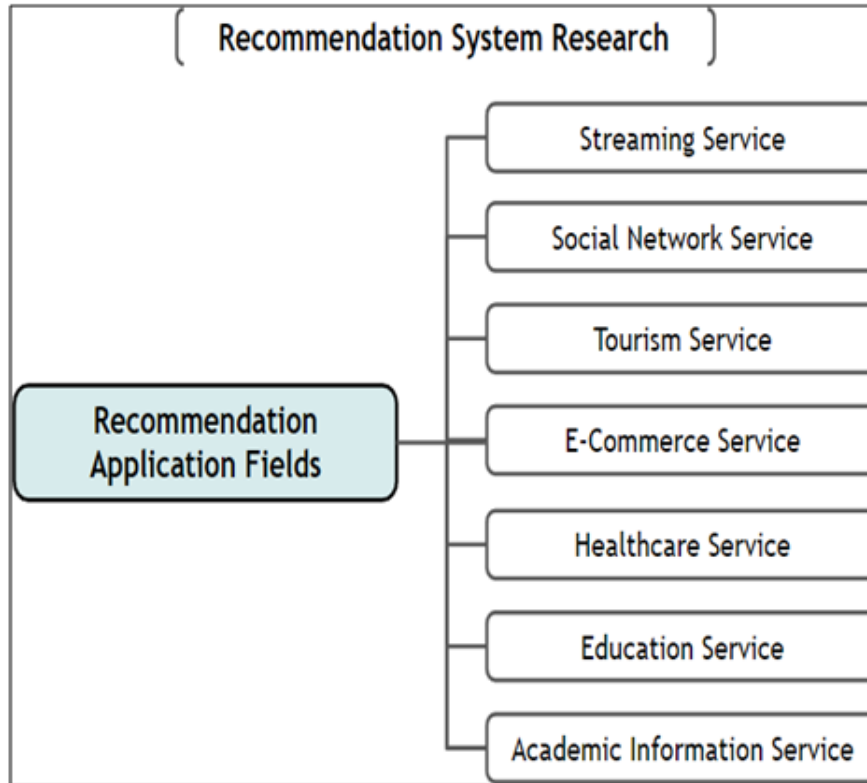 Recommendation System Research
Streaming Service
Social Network Service
Tourism Service
Recommendation
Application Fields
E-Commerce Service
Healthcare Service
Education Service
Academic Information Service